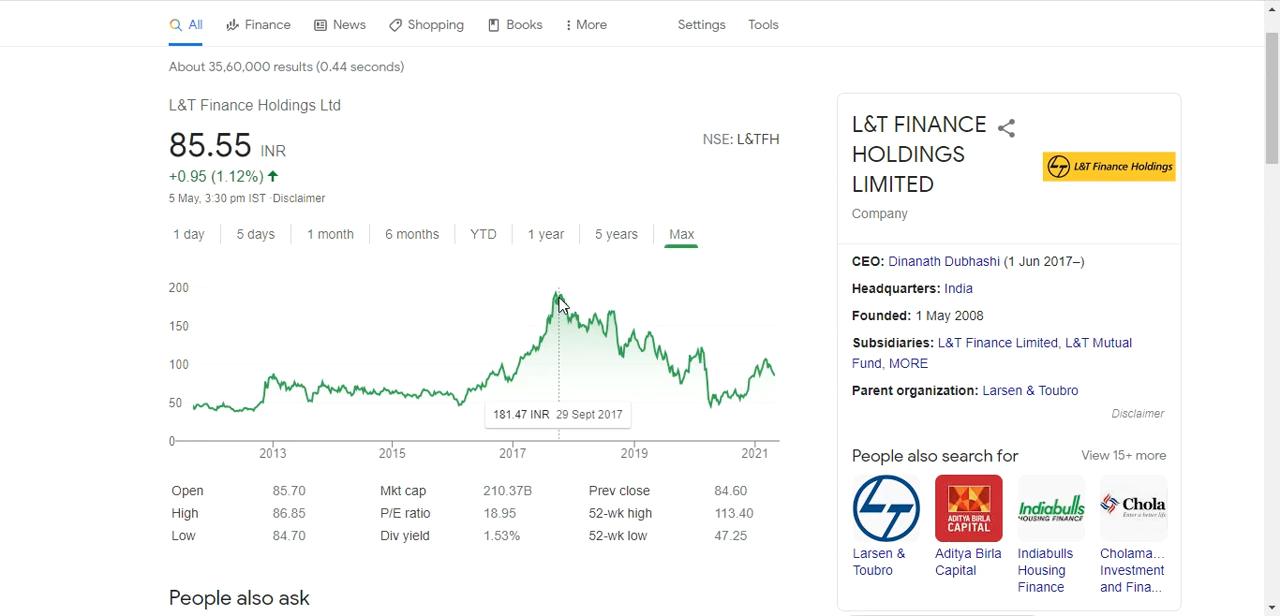 All Finance News Shopping Books More Settings Tools
About 35,60,000 results (0.44 seconds)
L&T Finance Holdings Ltd
85.55 INR
NSE: L&TFH
+0.95 (1.12%)
5 May, 3:30 pm IST ·Disclaimer
1 day 5 days 1 month 6 months YTD 1 year 5 years Max
200
150
100
50
0
181.47 INR 29 Sept 2017
2013 2015 2017 2019 2021
Open 85.70 Mkt cap 210.37B Prev close 84.60
High 86.85 P/E ratio 18.95 52-wk high 113.40
Low 84.70 Div yield 1.53% 52-wk low 47.25
People also ask
L&T FINANCE
HOLDINGS
LIMITED
L&T Finance Holdings
Company
CEO: Dinanath Dubhashi (1 Jun 2017–)
Headquarters: India
Founded: 1 May 2008
Subsidiaries: L&T Finance Limited, L&T Mutual
Fund, MORE
Parent organization: Larsen & Toubro
Disclaimer
People also search for View 15+ more
ADITYA BIRLA
CAPITAL
Indiabulls
HOUSING FINANCE
Chola
Enter a better life
Larsen &
Toubro
Aditya Birla
Capital
Indiabulls
Housing
Finance
Cholama...
Investment
and Fina...